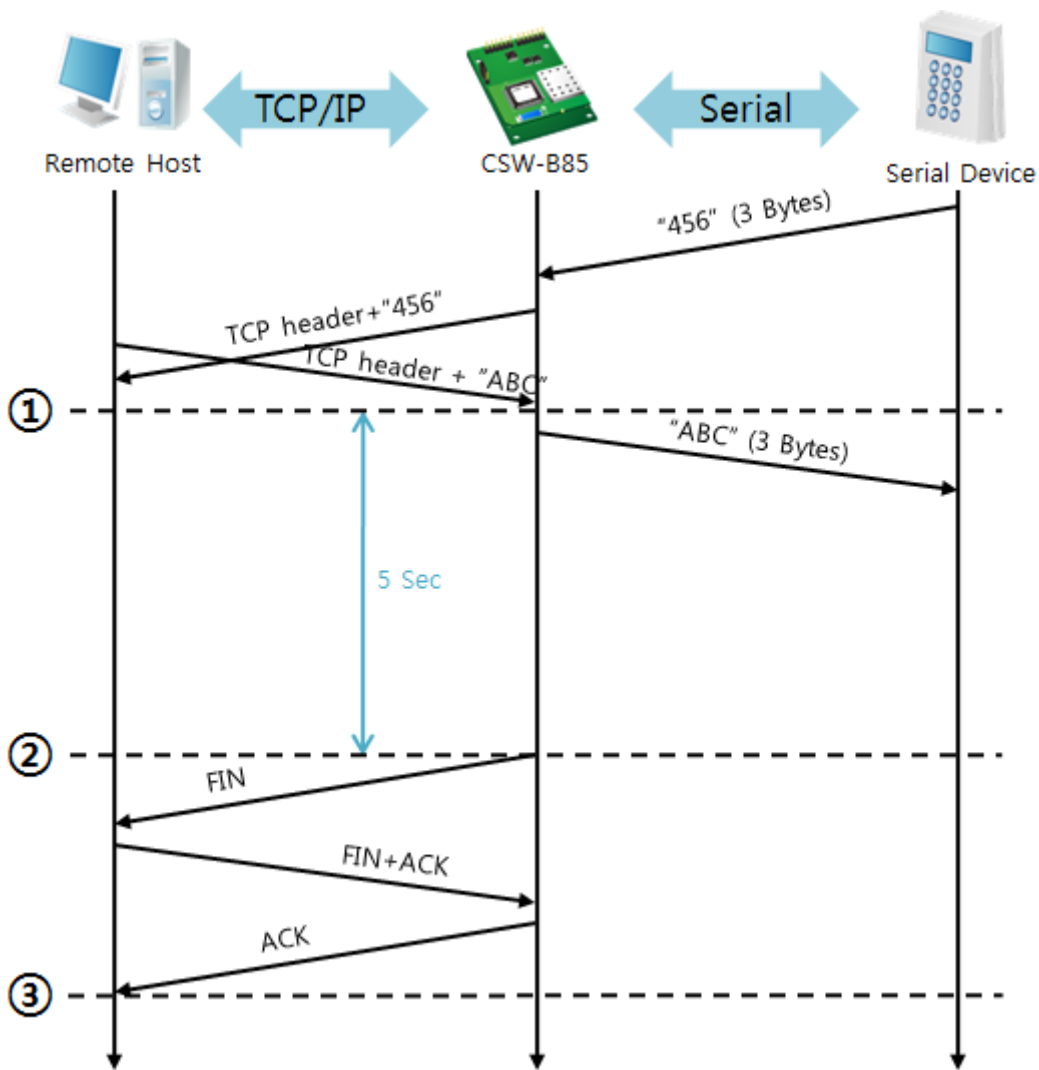 TCP/IP
Serial
Remote Host
CSW-B85
Serial Device
"456" (3 Bytes)
TCP header+"456"
TCP header + "ABC"
①
"ABC" (3 Bytes)
5 Sec
②
FIN
FIN+ACK
ACK
③